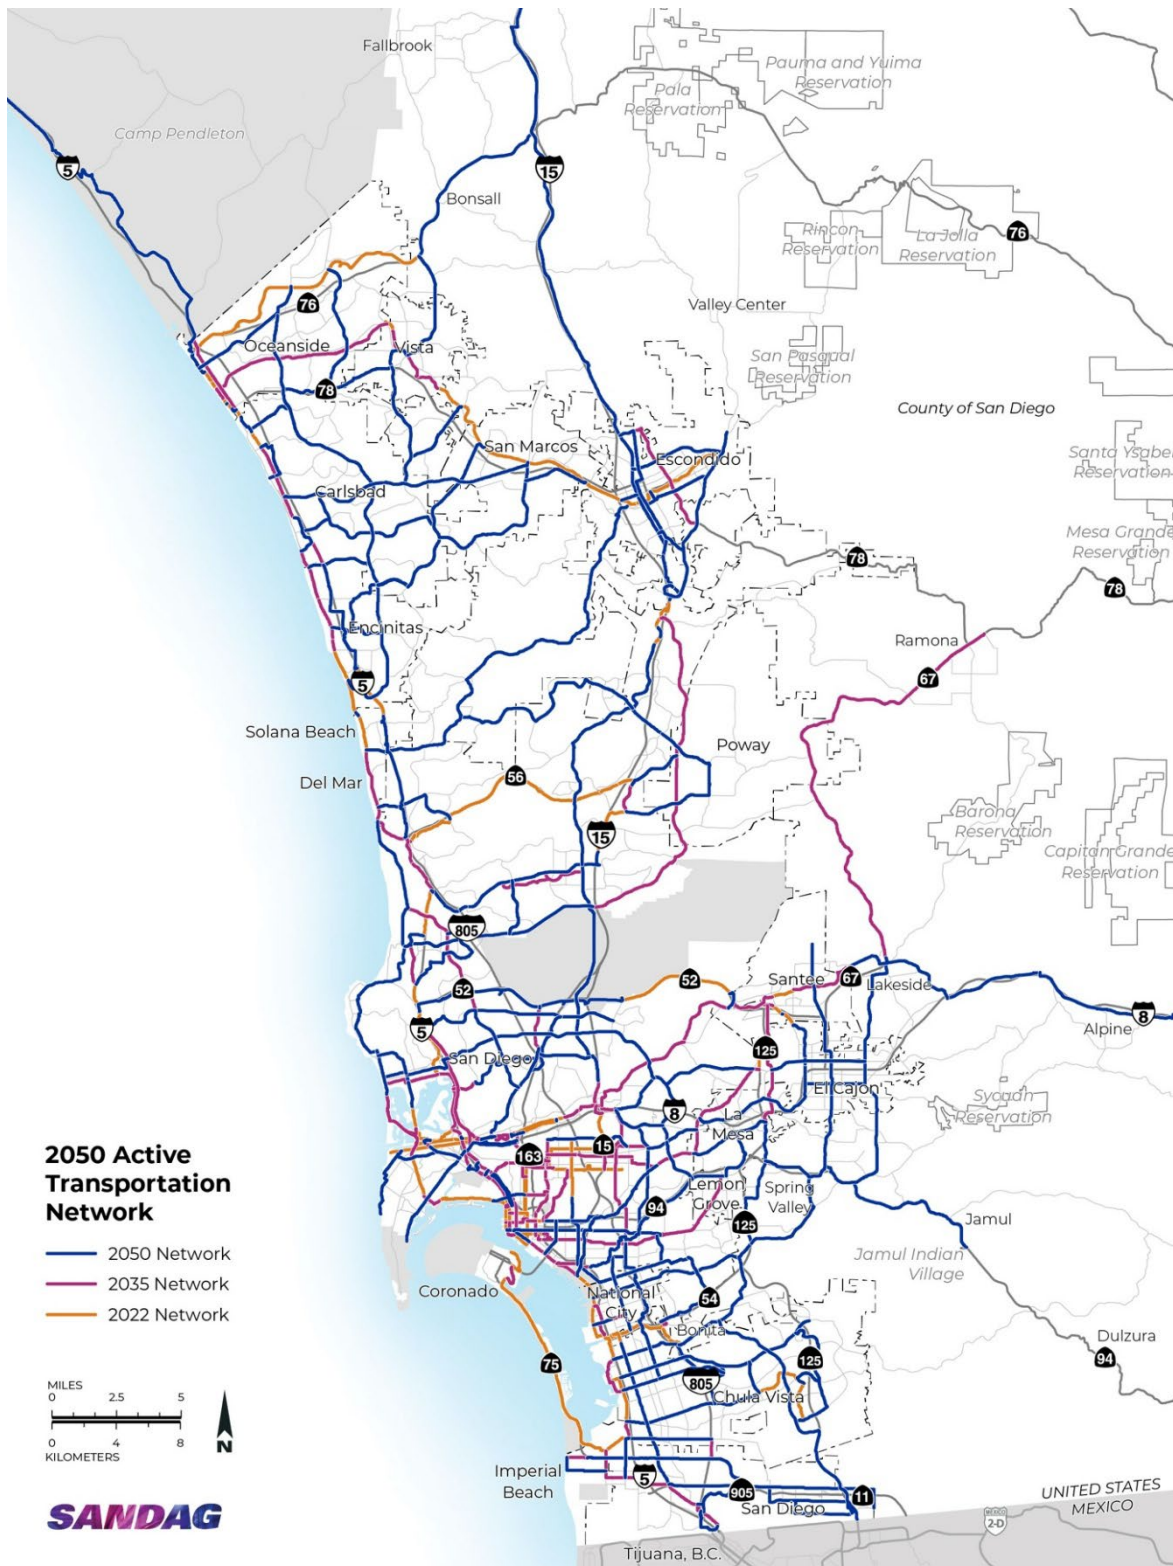 Fallbrook
Pauma and Yuima
Reservation
Pala
Reservation
Camp Pendleton
5
15
Bonsall
Rincon
Reservation
La Jolla
Reservation
76
76
Valley Center
Oceanside
Vista
San Pasqual
Reservation
78
County of San Diego
San Marcos
Escondido
Santa Ysabel
Reservation
Carlsbad
Mesa Grande
Reservation
78
78
Encinitas
Ramona
5
67
Solana Beach
Poway
Del Mar
56
15
Barona
Reservation
Capitan Grande
Reservation
805
52
52
Santee
67
Lakeside
5
8
Alpine
San Diego
125
El Cajon
Sycuan
Reservation
8
La
Mesa
163
15
Lemon
Grove
Spring
Valley
94
125
Jamul
Jamul Indian
Village
Coronado
National
City
54
Bonita
75
125
Dulzura
94
805
Chula Vista
Imperial
Beach
5
905
San Diego
11
UNITED STATES
MEXICO
MEXICO
2-D
Tijuana, B.C.
2050 Active
Transportation
Network
2050 Network
2035 Network
2022 Network
MILES
0 2.5 5
0 4 8
KILOMETERS
N
SANDAG